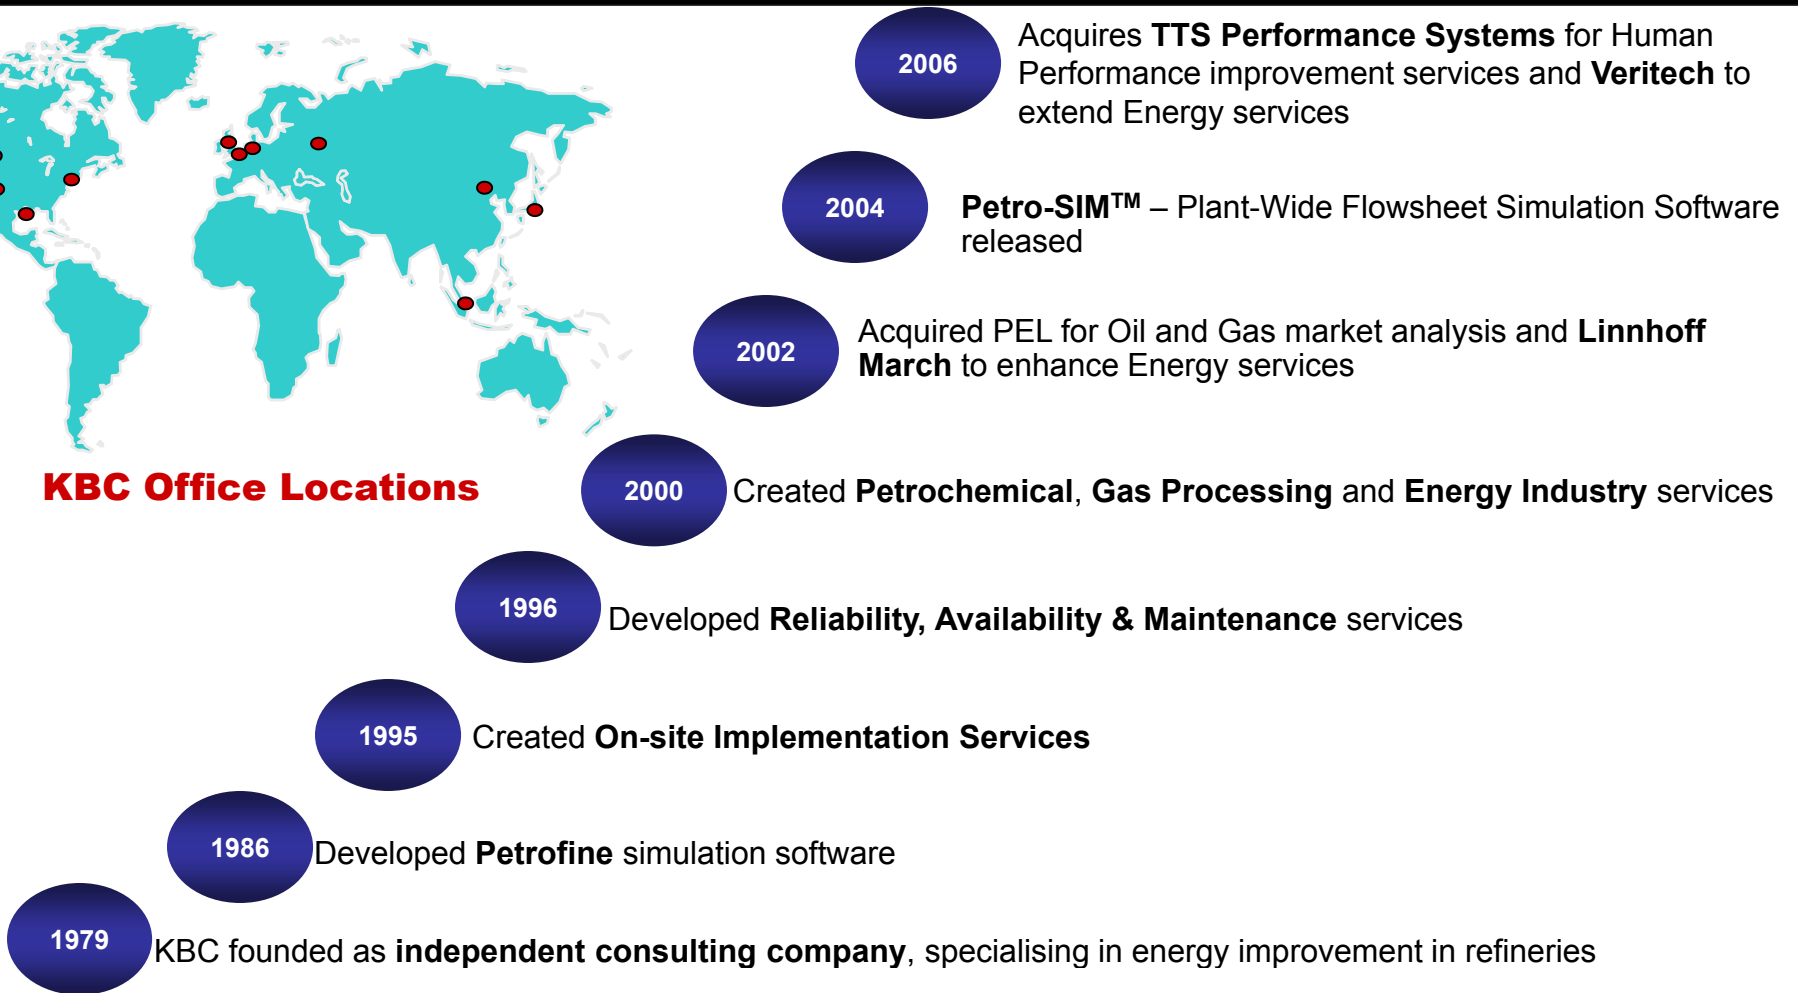 2006
Acquires TTS Performance Systems for Human
Performance improvement services and Veritech to
extend Energy services
2004
Petro-SIM™ – Plant-Wide Flowsheet Simulation Software
released
2002
Acquired PEL for Oil and Gas market analysis and Linnhoff
March to enhance Energy services
KBC Office Locations
2000
Created Petrochemical, Gas Processing and Energy Industry services
1996
Developed Reliability, Availability & Maintenance services
1995
Created On-site Implementation Services
1986
Developed Petrofine simulation software
1979
KBC founded as independent consulting company, specialising in energy improvement in refineries